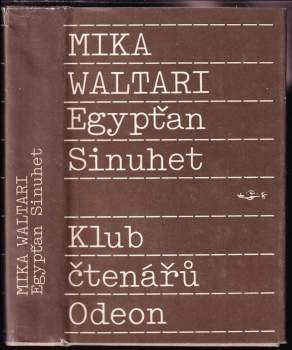 MIKA
WALTARI
Egypťan
Sinuhet
Klub
čtenářů
Odeon
MIKA WALTARI
Egypťan Sinuhet